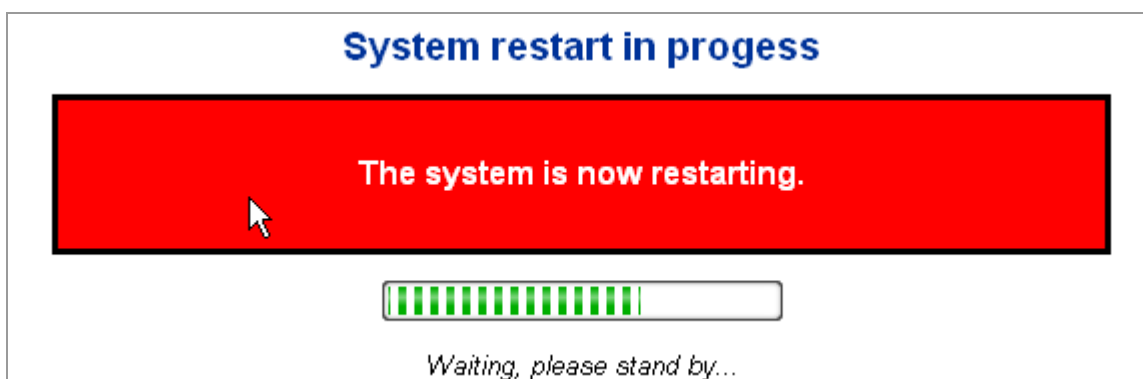 System restart in progess
The system is now restarting.
Waiting, please stand by...